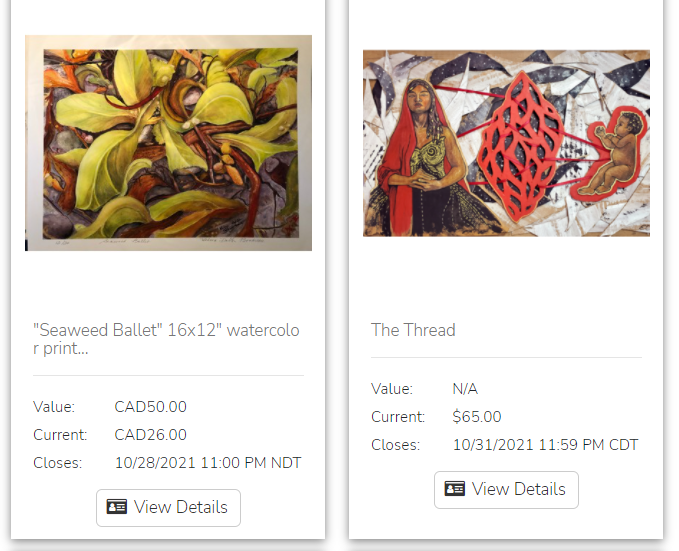 "Seaweed Ballet" 16x12" watercolo
r print...
Value: CAD50.00
Current: CAD26.00
Closes: 10/28/2021 11:00 PM NDT
View Details
The Thread
Value: N/A
Current: $65.00
Closes: 10/31/2021 11:59 PM CDT
View Details